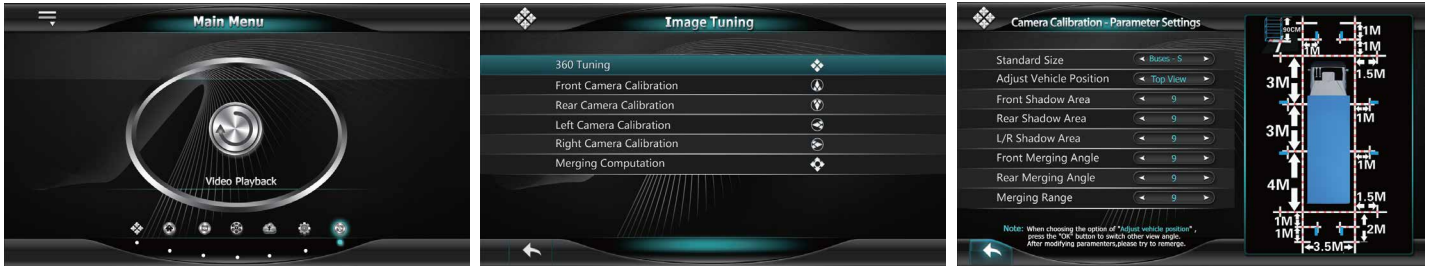 Main Menu
Video Playback
Image Tuning
360 Tuning
Front Camera Calibration
Rear Camera Calibration
Left Camera Calibration
Right Camera Calibration
Merging Computation
Camera Calibration - Parameter Settings
Standard Size Buses - S
Adjust Vehicle Position Top View
Front Shadow Area 9
Rear Shadow Area 9
L/R Shadow Area 9
Front Merging Angle 9
Rear Merging Angle 9
Merging Range 9
Note: When choosing the option of "Adjust vehicle position",
press the "OK" button to switch other view angle.
After modifying paramenters,please try to remerge.
90CM
1M
1M
1M
1.5M
3M
1M
3M
1M
4M
1.5M
1M
1M
2M
3.5M